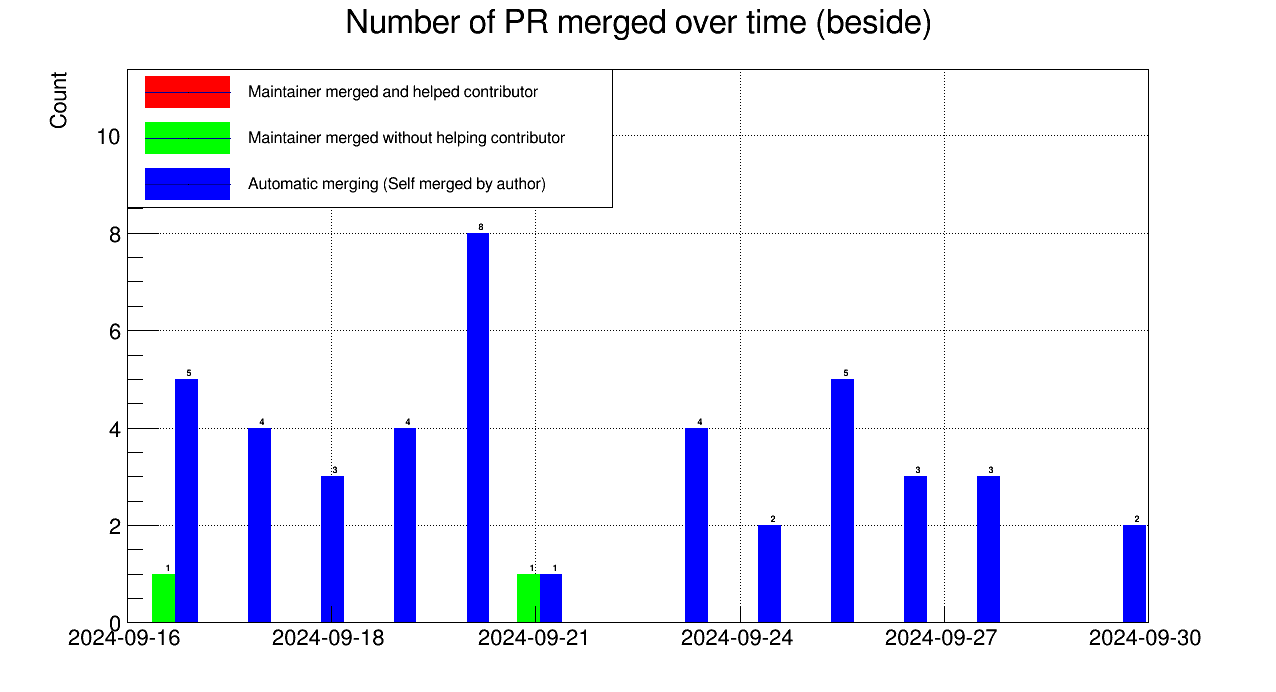 Number of PR merged over time (beside)
Count
Maintainer merged and helped contributor
Maintainer merged without helping contributor
Automatic merging (Self merged by author)
10
8
6
4
2
0
1 5 4 3 4 8 1 1 4 2 5 3 3 2
2024-09-16 2024-09-18 2024-09-21 2024-09-24 2024-09-27 2024-09-30